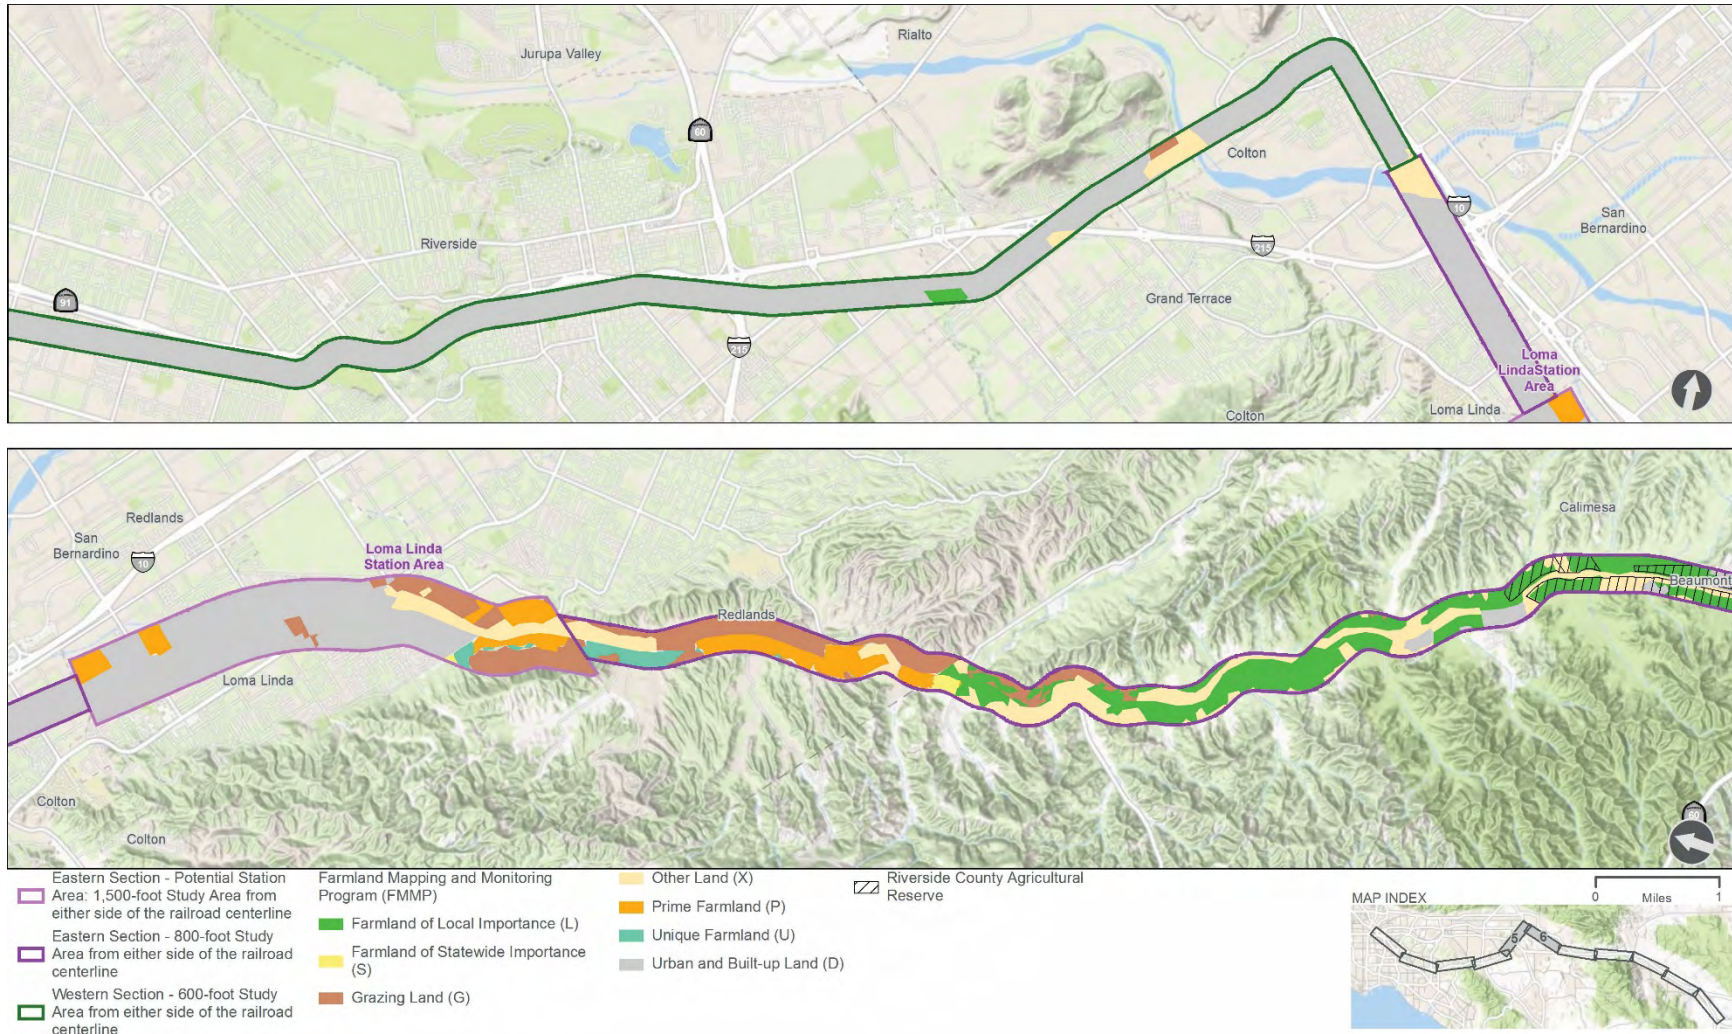 Rialto
Jurupa Valley
60
Colton
Riverside
10
San
Bernardino
215
91
Grand Terrace
215
Loma
LindaStation
Area
Colton
Loma Linda
Calimesa
Redlands
San
Bernardino
10
Loma Linda
Station Area
Beaumont
Redlands
Loma Linda
Colton
60
Colton
Eastern Section - Potential Station
Area: 1,500-foot Study Area from
either side of the railroad centerline
Eastern Section - 800-foot Study
Area from either side of the railroad
centerline
Western Section - 600-foot Study
Area from either side of the railroad
centerline
Farmland Mapping and Monitoring
Program (FMMP)
Farmland of Local Importance (L)
Farmland of Statewide Importance
(S)
Grazing Land (G)
Other Land (X)
Prime Farmland (P)
Unique Farmland (U)
Urban and Built-up Land (D)
Riverside County Agricultural
Reserve
MAP INDEX
0 Miles 1
5 6